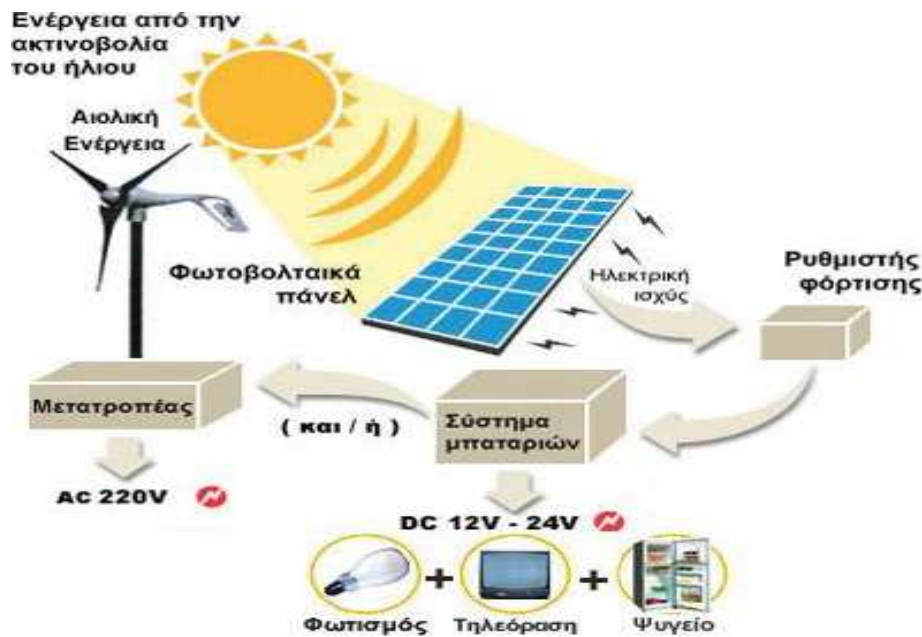 Ενέργεια από την
ακτινοβολία
του ήλιου
Αιολική
Ενέργεια
Φωτοβολταικά
πάνελ
Ηλεκτρική
ισχύς
Ρυθμιστής
φόρτισης
Μετατροπέας
( και / ή )
Σύστημα
μπαταριών
AC 220V
DC 12V - 24V
Φωτισμός
Τηλεόραση
Ψυγείο